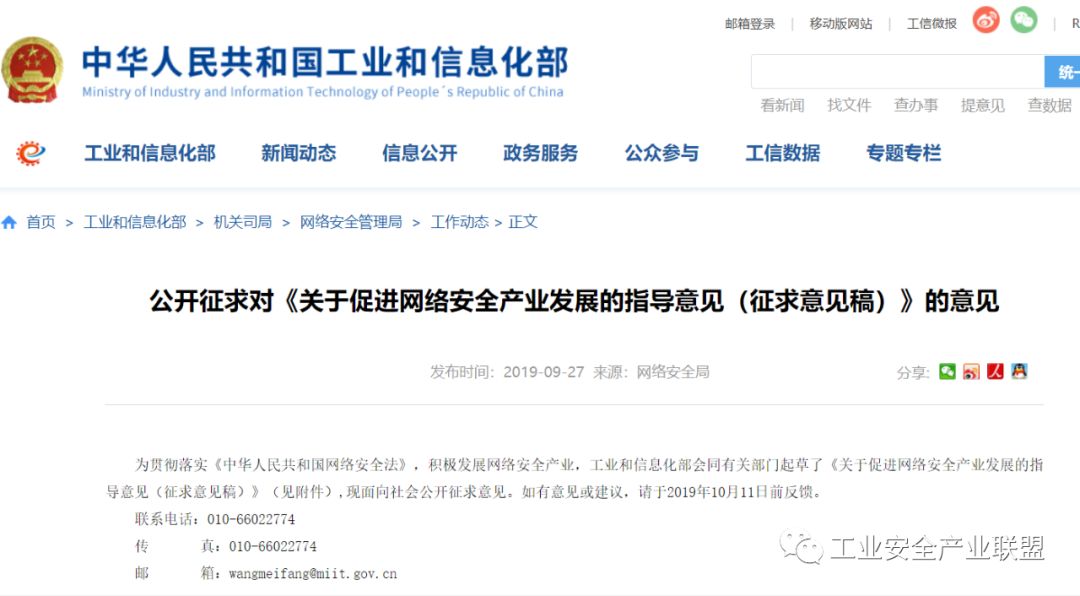 邮箱登录 | 移动版网站 | 工信微报 | R
中华人民共和国工业和信息化部
Ministry of Industry and Information Technology of People´s Republic of China
统一
看新闻 找文件 查办事 提意见 查数据
工业和信息化部 新闻动态 信息公开 政务服务 公众参与 工信数据 专题专栏
首页 > 工业和信息化部 > 机关司局 > 网络安全管理局 > 工作动态 > 正文
公开征求对《关于促进网络安全产业发展的指导意见（征求意见稿）》的意见
发布时间：2019-09-27 来源：网络安全局
分享:
为贯彻落实《中华人民共和国网络安全法》，积极发展网络安全产业，工业和信息化部会同有关部门起草了《关于促进网络安全产业发展的指
导意见（征求意见稿）》（见附件）,现面向社会公开征求意见。如有意见或建议，请于2019年10月11日前反馈。
联系电话：010-66022774
传 真：010-66022774
邮 箱：wangmeifang@miit.gov.cn
工业安全产业联盟